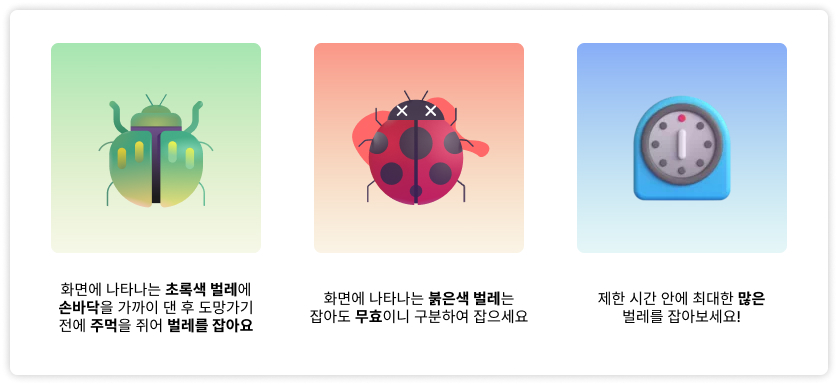 화면에 나타나는 초록색 벌레에
손바닥을 가까이 댄 후 도망가기
전에 주먹을 쥐어 벌레를 잡아요
화면에 나타나는 붉은색 벌레는
잡아도 무효이니 구분하여 잡으세요
제한 시간 안에 최대한 많은
벌레를 잡아보세요!